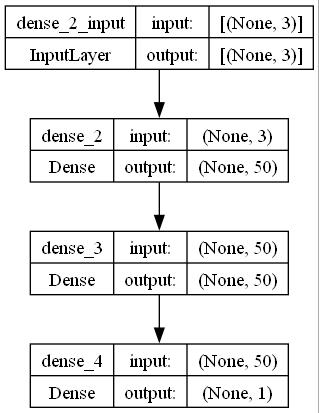 dense_2_input input: [(None, 3)]
InputLayer output: [(None, 3)]
dense_2 input: (None, 3)
Dense output: (None, 50)
dense_3 input: (None, 50)
Dense output: (None, 50)
dense_4 input: (None, 50)
Dense output: (None, 1)